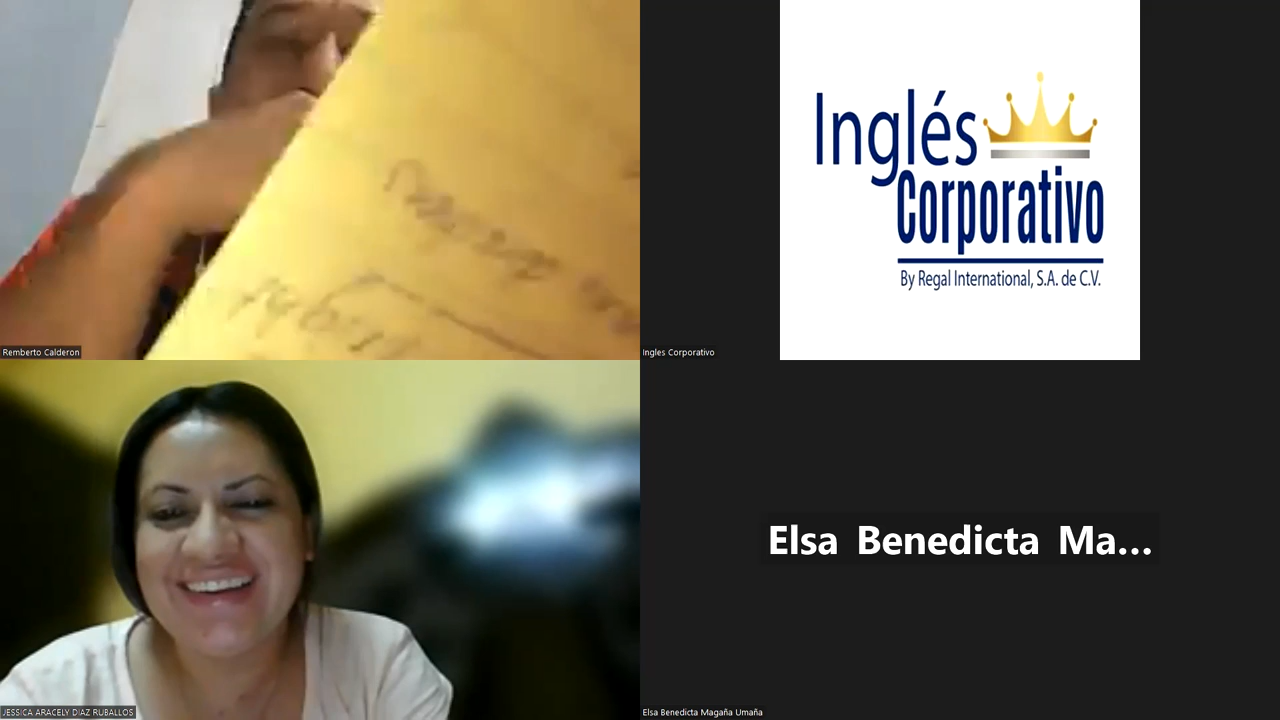 Remberto Calderon
Inglés
Corporativo
By Regal International, S.A. de C.V.
Ingles Corporativo
JESSICA ARACELY DIAZ RUBALLOS
Elsa Benedicta Ma...
Elsa Benedicta Magaña Umaña